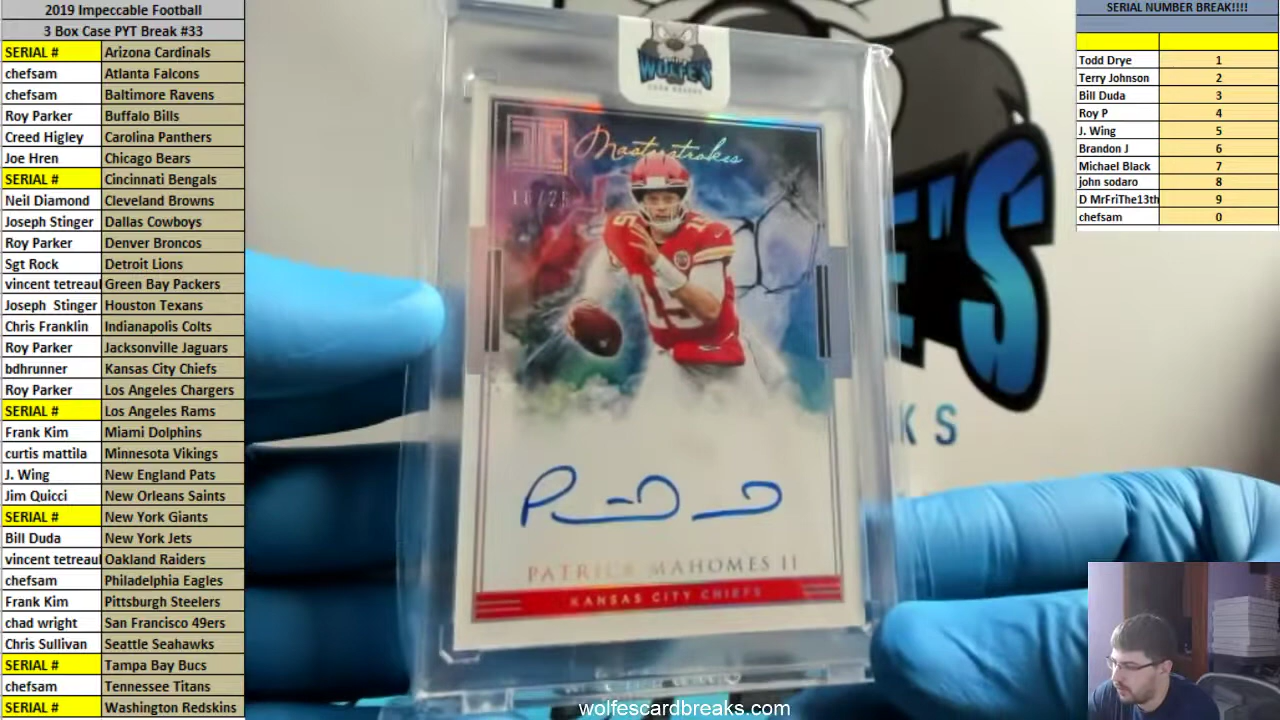 2019 Impeccable Football
3 Box Case PYT Break #33
SERIAL # Arizona Cardinals
chefsam Atlanta Falcons
chefsam Baltimore Ravens
Roy Parker Buffalo Bills
Creed Higley Carolina Panthers
Joe Hren Chicago Bears
SERIAL # Cincinnati Bengals
Neil Diamond Cleveland Browns
Joseph Stinger Dallas Cowboys
Roy Parker Denver Broncos
Sgt Rock Detroit Lions
vincent tetreaul Green Bay Packers
Joseph Stinger Houston Texans
Chris Franklin Indianapolis Colts
Roy Parker Jacksonville Jaguars
bdhrunner Kansas City Chiefs
Roy Parker Los Angeles Chargers
SERIAL # Los Angeles Rams
Frank Kim Miami Dolphins
curtis mattila Minnesota Vikings
J. Wing New England Pats
Jim Quicci New Orleans Saints
SERIAL # New York Giants
Bill Duda New York Jets
vincent tetreaul Oakland Raiders
chefsam Philadelphia Eagles
Frank Kim Pittsburgh Steelers
chad wright San Francisco 49ers
Chris Sullivan Seattle Seahawks
SERIAL # Tampa Bay Bucs
chefsam Tennessee Titans
SERIAL # Washington Redskins
WOLFE'S
CARD BREAKS
Masterstrokes
15
15
PATRICK MAHOMES II
KANSAS CITY CHIEFS
E'S
KS
SERIAL NUMBER BREAK!!!!
Todd Drye 1
Terry Johnson 2
Bill Duda 3
Roy P 4
J. Wing 5
Brandon J 6
Michael Black 7
john sodaro 8
D MrFriThe13th 9
chefsam 0
wolfescardbreaks.com